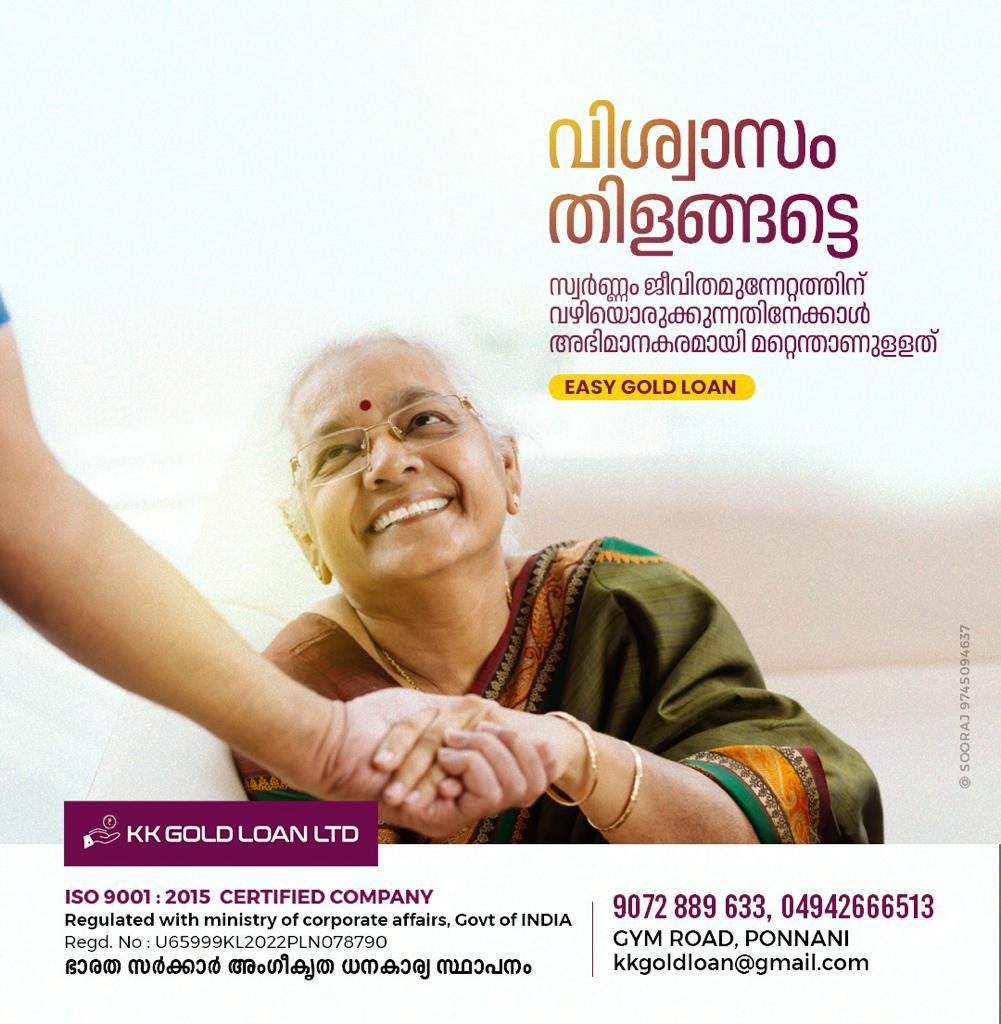 വിശ്വാസം
തിളങ്ങട്ടെ
സ്വർണ്ണം ജീവിതമുന്നേറ്റത്തിന്
വഴിയൊരുക്കുന്നതിനേക്കാൾ
അഭിമാനകരമായി മറ്റെന്താണുളളത്
EASY GOLD LOAN
@ SOORAJ 9745094637
KK GOLD LOAN LTD
ISO 9001 : 2015 CERTIFIED COMPANY
Regulated with ministry of corporate affairs, Govt of INDIA
Regd. No : U65999KL2022PLN078790
ഭാരത സർക്കാർ അംഗീകൃത ധനകാര്യ സ്ഥാപനം
9072 889 633, 04942666513
GYM ROAD, PONNANI
kkgoldloan@gmail.com